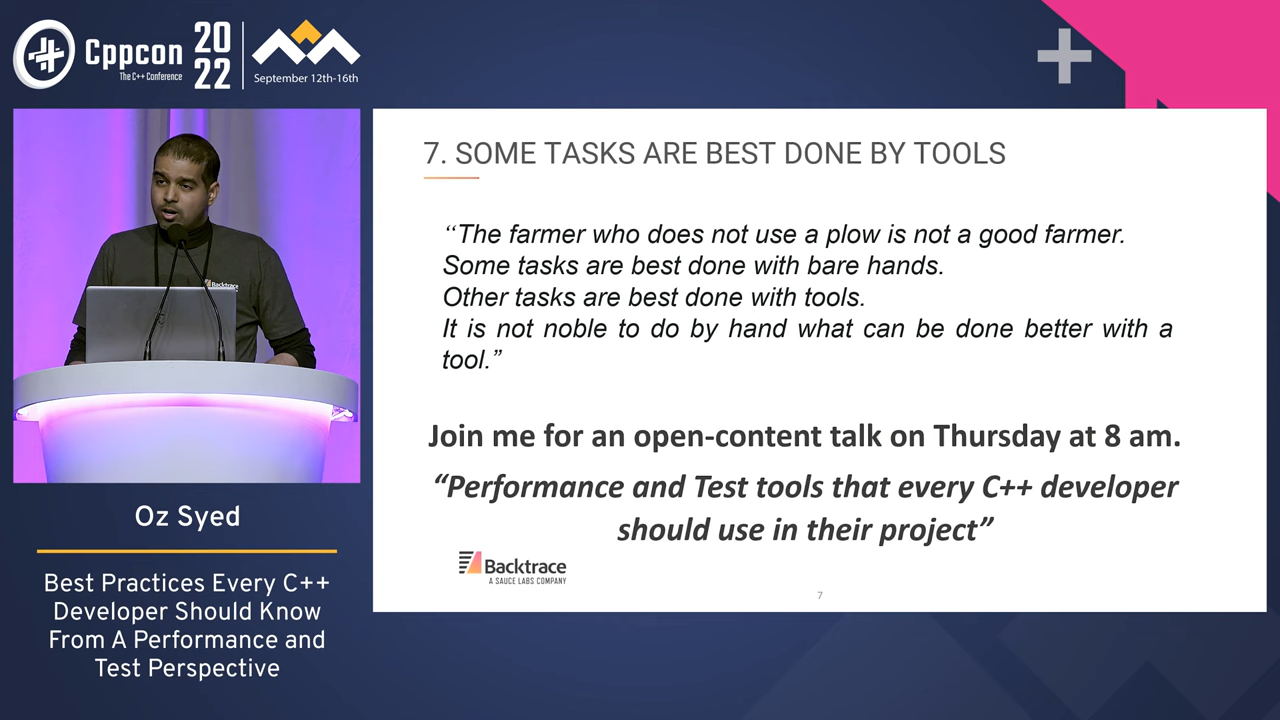 Cppcon
The C++ Conference
20
22
September 12th-16th
Backtrace
Oz Syed
Best Practices Every C++
Developer Should Know
From A Performance and
Test Perspective
7. SOME TASKS ARE BEST DONE BY TOOLS
“The farmer who does not use a plow is not a good farmer.
Some tasks are best done with bare hands.
Other tasks are best done with tools.
It is not noble to do by hand what can be done better with a
tool.”
Join me for an open-content talk on Thursday at 8 am.
“Performance and Test tools that every C++ developer
should use in their project”
Backtrace
A SAUCE LABS COMPANY
7